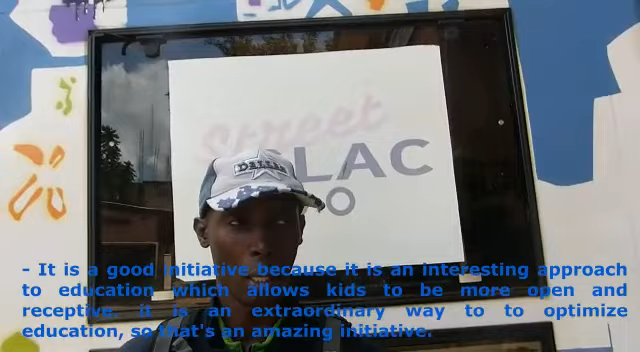 Street
LAC
O
DALLAS
- It is a good initiative because it is an interesting approach
to education which allows kids to be more open and
receptive. It is an extraordinary way to to optimize
education, so that's an amazing initiative.